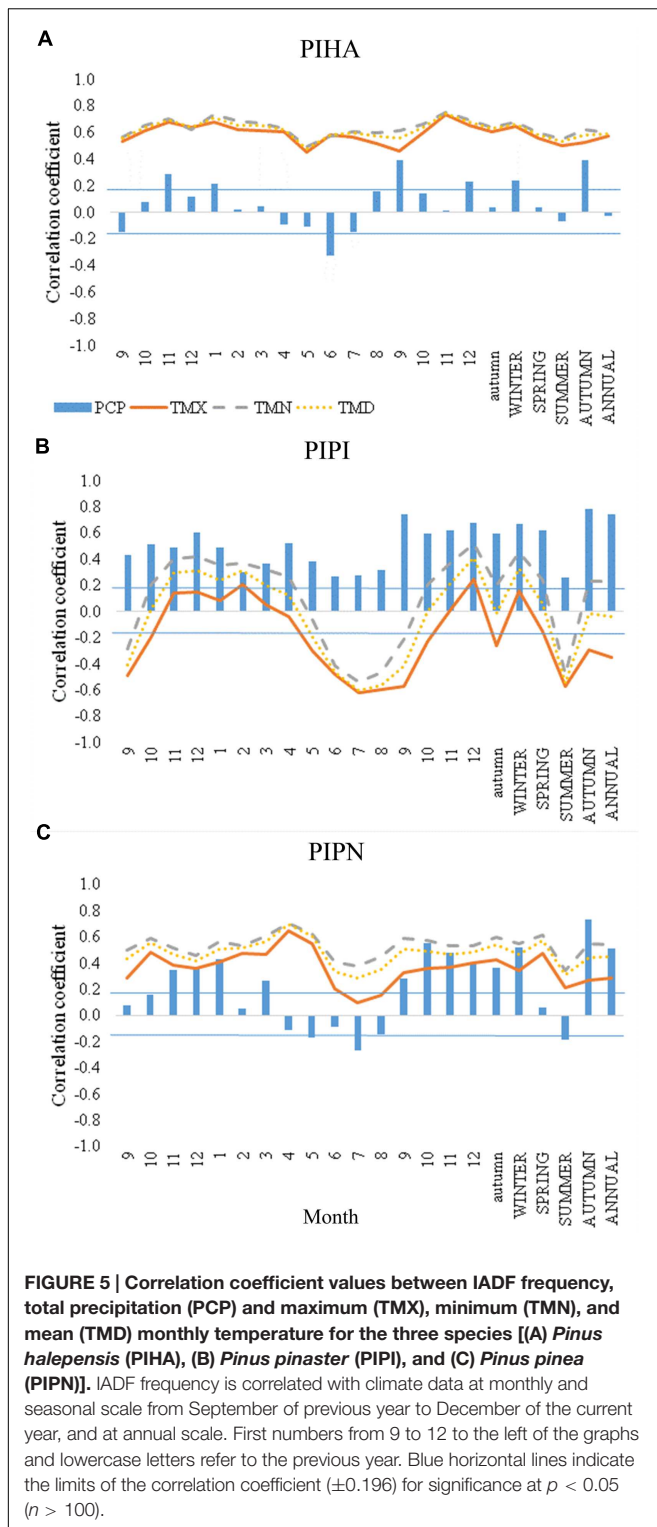 A
PIHA
1.0
0.8
0.6
0.4
0.2
0.0
-0.2
-0.4
-0.6
-0.8
-1.0
Correlation coefficient
9 10 11 12 1 2 3 4 5 6 7 8 9 10 11 12 autumn WINTER SPRING SUMMER AUTUMN ANNUAL
PCP TMX TMN TMD
B
PIPI
1.0
0.8
0.6
0.4
0.2
0.0
-0.2
-0.4
-0.6
-0.8
-1.0
Correlation coefficient
9 10 11 12 1 2 3 4 5 6 7 8 9 10 11 12 autumn WINTER SPRING SUMMER AUTUMN ANNUAL
C
PIPN
1.0
0.8
0.6
0.4
0.2
0.0
-0.2
-0.4
-0.6
-0.8
-1.0
Correlation coefficient
9 10 11 12 1 2 3 4 5 6 7 8 9 10 11 12 autumn WINTER SPRING SUMMER AUTUMN ANNUAL
Month
FIGURE 5 | Correlation coefficient values between IADF frequency,
total precipitation (PCP) and maximum (TMX), minimum (TMN), and
mean (TMD) monthly temperature for the three species [(A) Pinus
halepensis (PIHA), (B) Pinus pinaster (PIPI), and (C) Pinus pinea
(PIPN)]. IADF frequency is correlated with climate data at monthly and
seasonal scale from September of previous year to December of the current
year, and at annual scale. First numbers from 9 to 12 to the left of the graphs
and lowercase letters refer to the previous year. Blue horizontal lines indicate
the limits of the correlation coefficient (±0.196) for significance at p < 0.05
(n > 100).